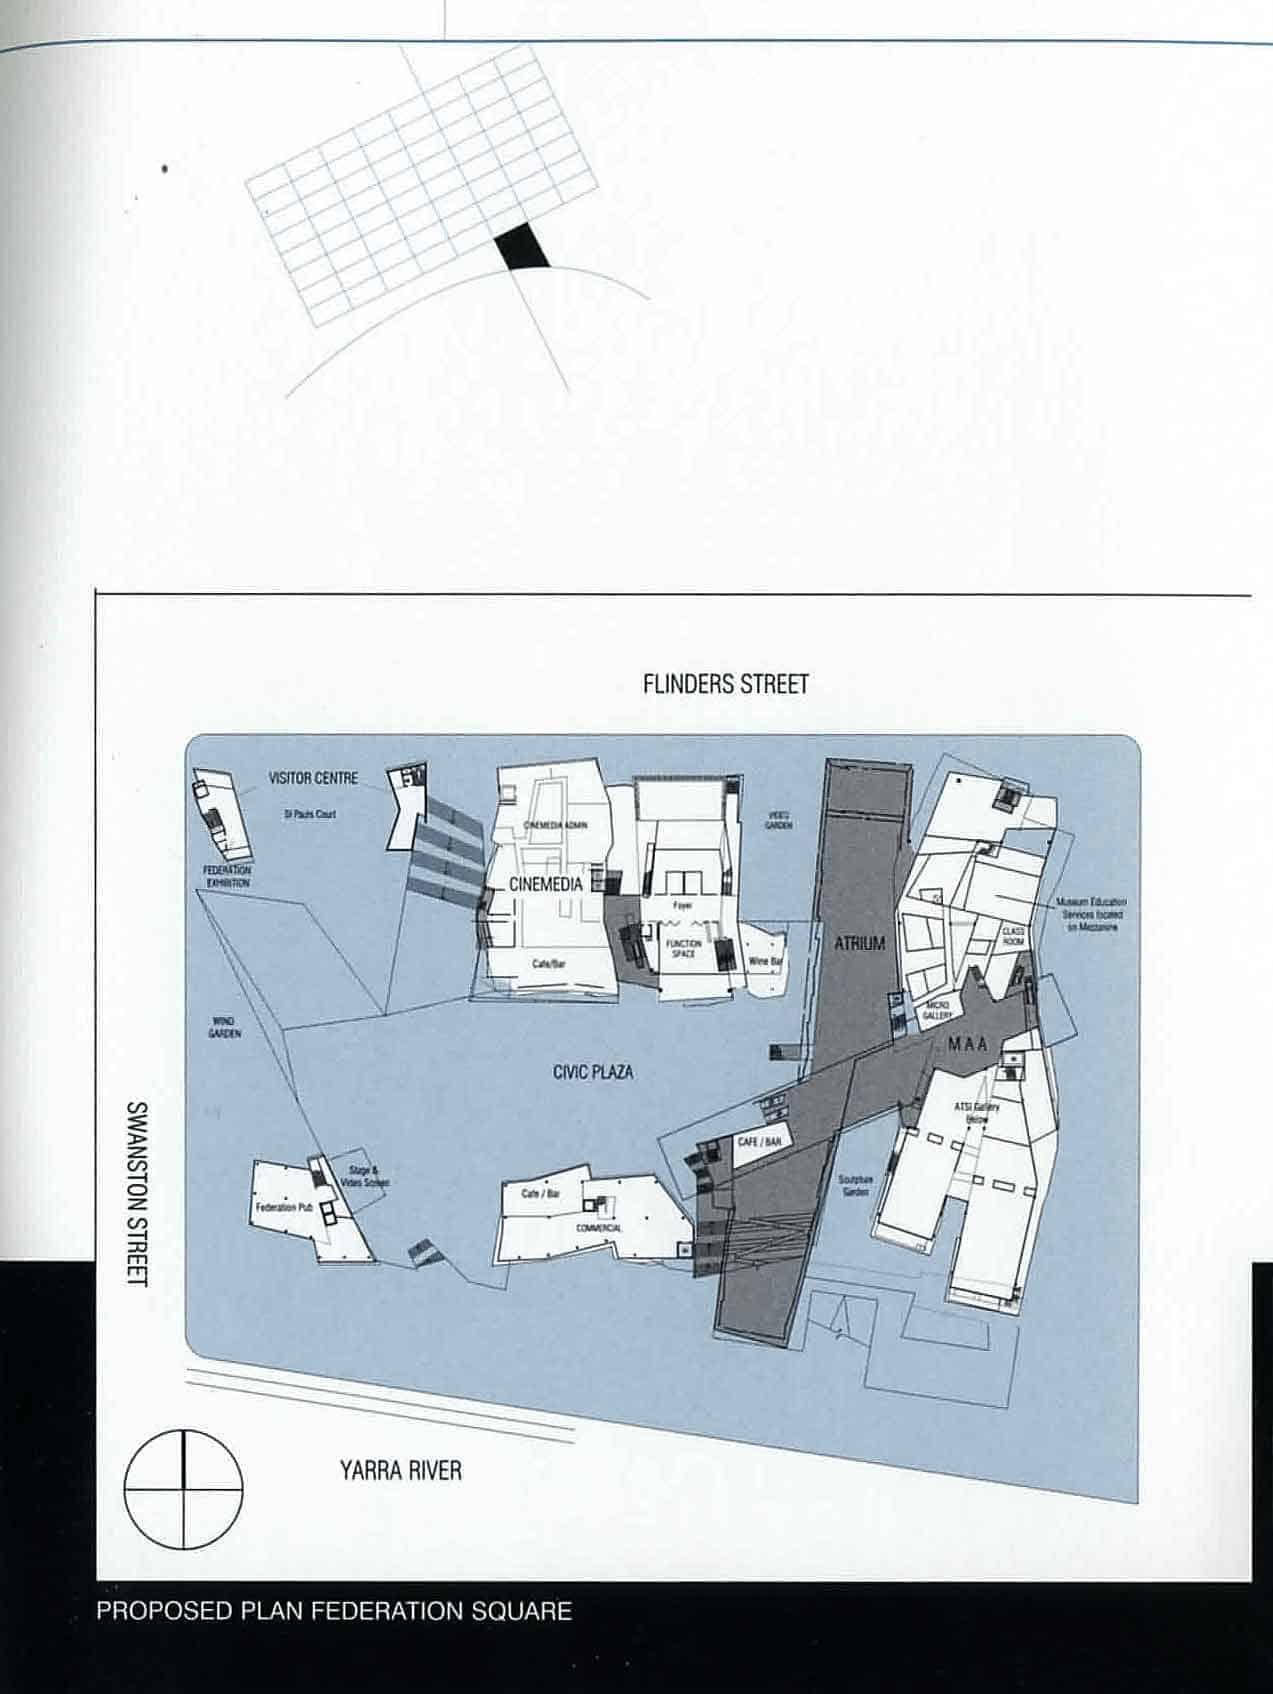 FLINDERS STREET
VISITOR CENTRE
St Pauls Court
FEDERATION
EXHIBITION
CINEMEDIA ADMIN
CINEMEDIA
Cafe/Bar
Foyer
FUNCTION
SPACE
Wine Bar
VIDEO
GARDEN
ATRIUM
Museum Education
Services located
on Mezzanine
CLASS
ROOM
MICRO
GALLERY
M A A
WIND
GARDEN
CIVIC PLAZA
ATSI Gallery
Below
SWANSTON STREET
Stage &
Video Screen
Federation Pub
CAFE / BAR
Cafe / Bar
COMMERCIAL
Sculpture
Garden
YARRA RIVER
PROPOSED PLAN FEDERATION SQUARE